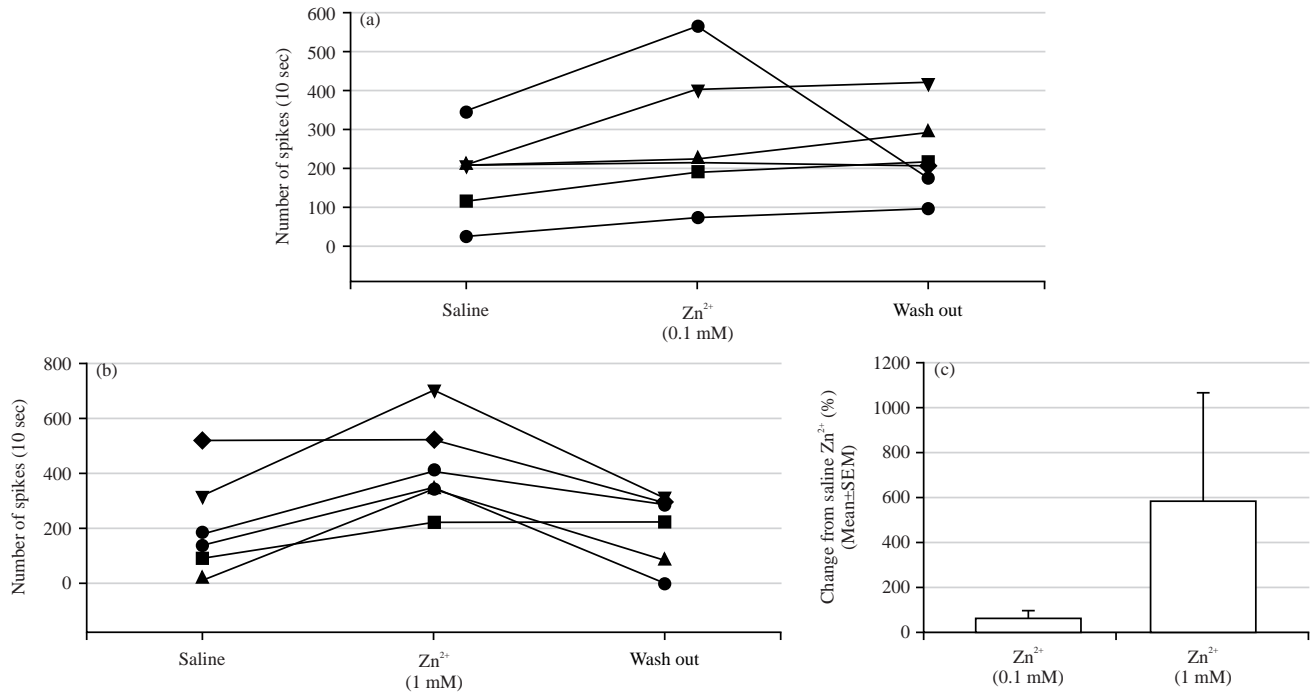 (a)
Number of spikes (10 sec)
600
500
400
300
200
100
0
Saline
Zn²⁺
(0.1 mM)
Wash out
(b)
Number of spikes (10 sec)
800
600
400
200
0
Saline
Zn²⁺
(1 mM)
Wash out
(c)
Change from saline Zn²⁺ (%)
(Mean±SEM)
1200
1000
800
600
400
200
0
Zn²⁺
(0.1 mM)
Zn²⁺
(1 mM)